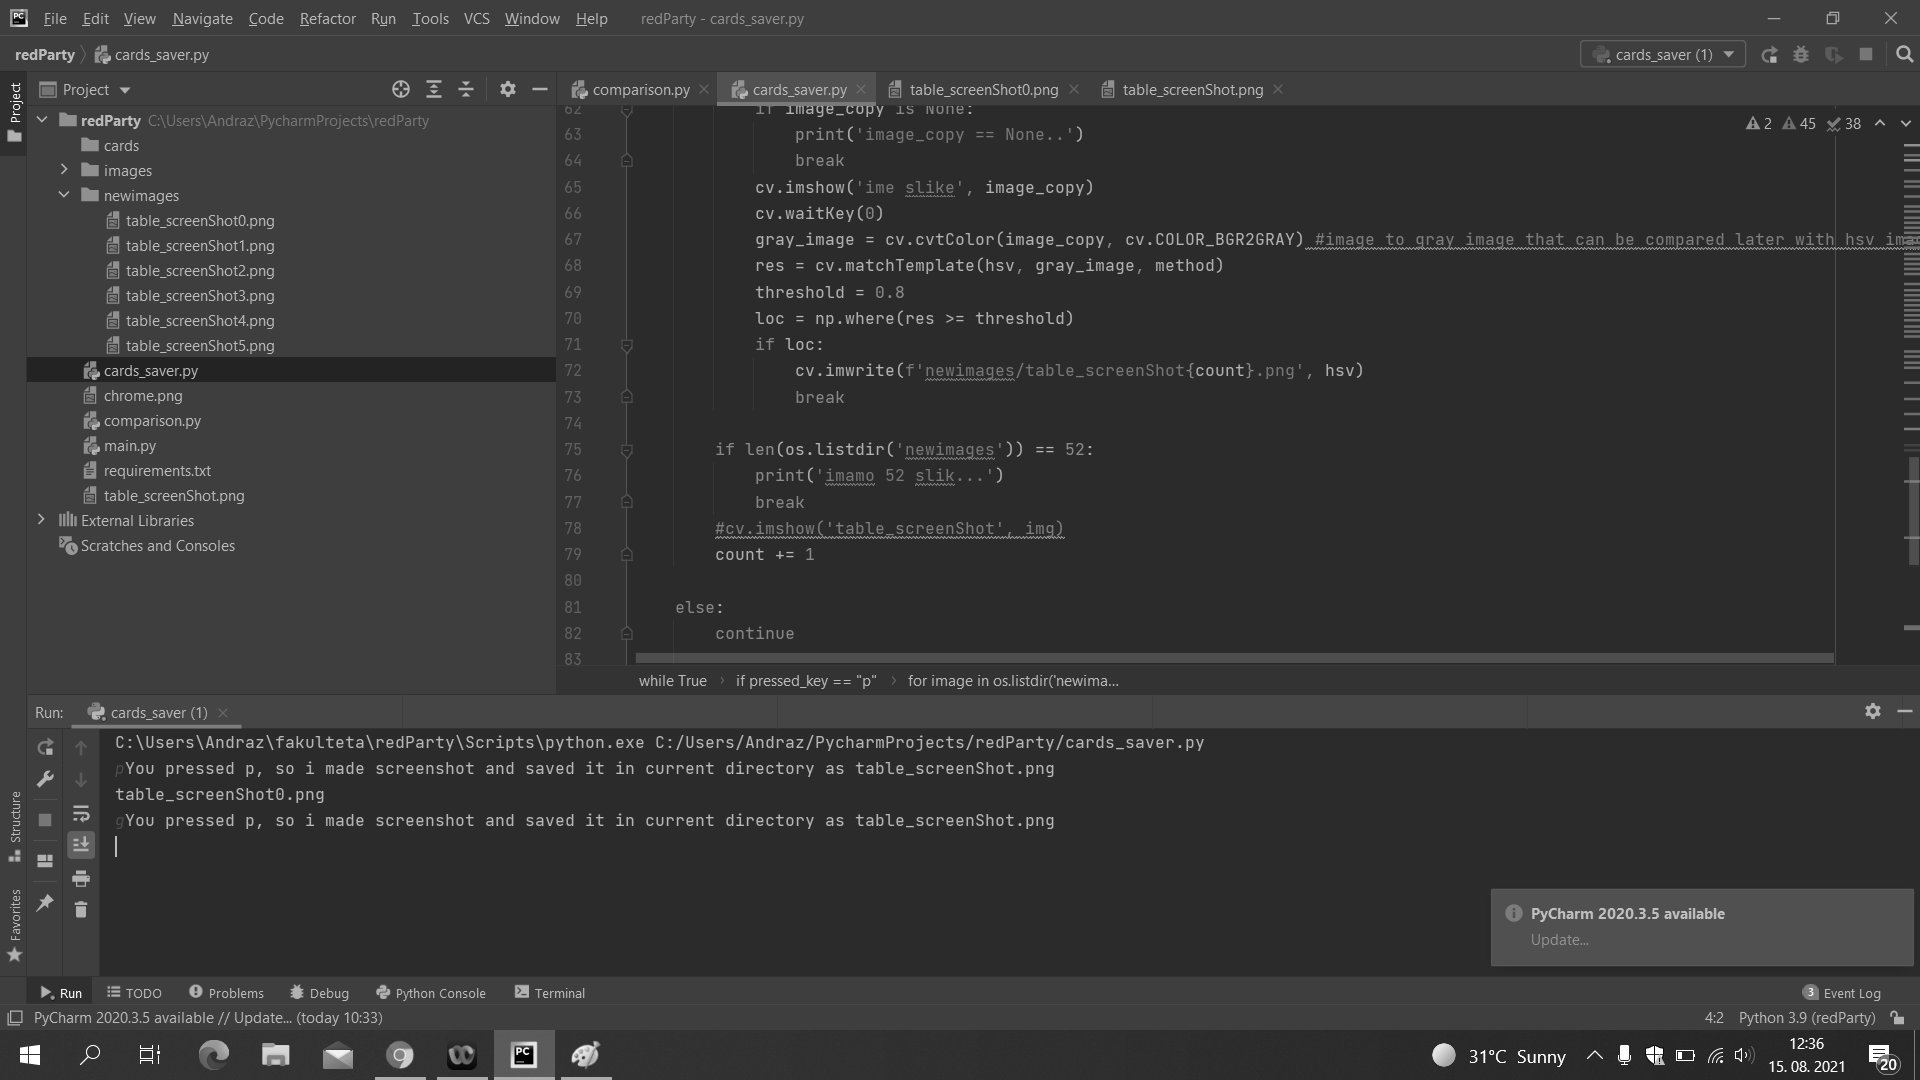 File Edit View Navigate Code Refactor Run Tools VCS Window Help redParty - cards_saver.py
redParty cards_saver.py cards_saver (1)
Project
Project
comparison.py cards_saver.py table_screenShot0.png table_screenShot.png
redParty C:\Users\Andraz\PycharmProjects\redParty
cards
images
newimages
table_screenShot0.png
table_screenShot1.png
table_screenShot2.png
table_screenShot3.png
table_screenShot4.png
table_screenShot5.png
cards_saver.py
chrome.png
comparison.py
main.py
requirements.txt
table_screenShot.png
External Libraries
Scratches and Consoles
2 45 38
62 if image_copy is None:
63 print('image_copy == None..')
64 break
65 cv.imshow('ime slike', image_copy)
66 cv.waitKey(0)
67 gray_image = cv.cvtColor(image_copy, cv.COLOR_BGR2GRAY) #image to gray image that can be compared later with hsv ima
68 res = cv.matchTemplate(hsv, gray_image, method)
69 threshold = 0.8
70 loc = np.where(res >= threshold)
71 if loc:
72 cv.imwrite(f'newimages/table_screenShot{count}.png', hsv)
73 break
74
75 if len(os.listdir('newimages')) == 52:
76 print('imamo 52 slik...')
77 break
78 #cv.imshow('table_screenShot', img)
79 count += 1
80
81 else:
82 continue
83
while True if pressed_key == "p" for image in os.listdir('newima...
Run: cards_saver (1)
C:\Users\Andraz\fakulteta\redParty\Scripts\python.exe C:/Users/Andraz/PycharmProjects/redParty/cards_saver.py
pYou pressed p, so i made screenshot and saved it in current directory as table_screenShot.png
table_screenShot0.png
gYou pressed p, so i made screenshot and saved it in current directory as table_screenShot.png
Structure
Favorites
PyCharm 2020.3.5 available
Update...
Run TODO Problems Debug Python Console Terminal 3 Event Log
PyCharm 2020.3.5 available // Update... (today 10:33) 4:2 Python 3.9 (redParty)
PC
31°C Sunny
12:36
15. 08. 2021
20